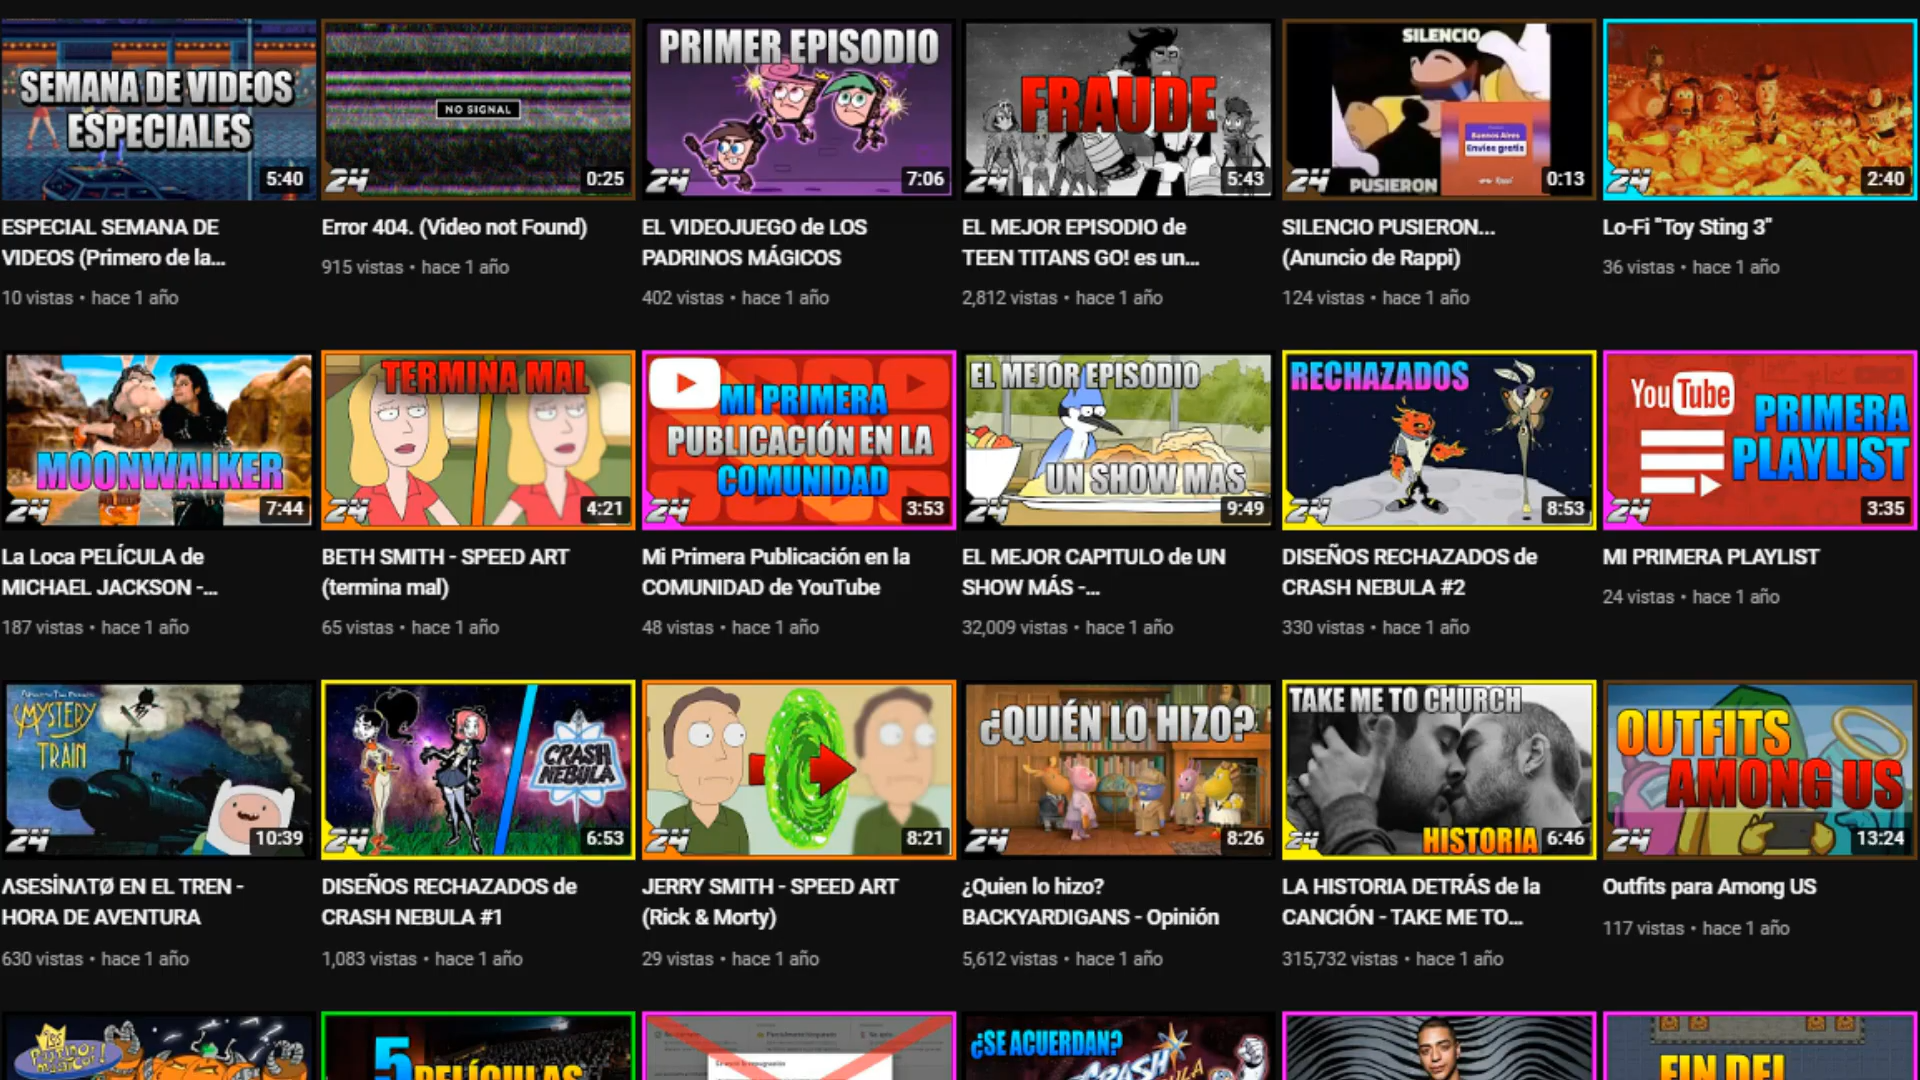 SEMANA DE VIDEOS
ESPECIALES
5:40
NO SIGNAL
24
0:25
PRIMER EPISODIO
24
7:06
FRAUDE
24
5:43
SILENCIO
Buenos Aires
Envíos gratis
PUSIERON
24
0:13
24
2:40
ESPECIAL SEMANA DE
VIDEOS (Primero de la...
10 vistas • hace 1 año
Error 404. (Video not Found)
915 vistas • hace 1 año
EL VIDEOJUEGO de LOS
PADRINOS MÁGICOS
402 vistas • hace 1 año
EL MEJOR EPISODIO de
TEEN TITANS GO! es un...
2,812 vistas • hace 1 año
SILENCIO PUSIERON...
(Anuncio de Rappi)
124 vistas • hace 1 año
Lo-Fi "Toy Sting 3"
36 vistas • hace 1 año
MOONWALKER
24
7:44
TERMINA MAL
24
4:21
MI PRIMERA
PUBLICACIÓN EN LA
COMUNIDAD
24
3:53
EL MEJOR EPISODIO
UN SHOW MAS
24
9:49
RECHAZADOS
24
8:53
YouTube
PRIMERA
PLAYLIST
24
3:35
La Loca PELÍCULA de
MICHAEL JACKSON -...
187 vistas • hace 1 año
BETH SMITH - SPEED ART
(termina mal)
65 vistas • hace 1 año
Mi Primera Publicación en la
COMUNIDAD de YouTube
48 vistas • hace 1 año
EL MEJOR CAPITULO de UN
SHOW MÁS -...
32,009 vistas • hace 1 año
DISEÑOS RECHAZADOS de
CRASH NEBULA #2
330 vistas • hace 1 año
MI PRIMERA PLAYLIST
24 vistas • hace 1 año
MYSTERY
TRAIN
24
10:39
CRASH
NEBULA
24
6:53
24
8:21
¿QUIÉN LO HIZO?
24
8:26
TAKE ME TO CHURCH
HISTORIA
24
6:46
OUTFITS
AMONG US
24
13:24
ΛSESİNΛTØ EN EL TREN -
HORA DE AVENTURA
630 vistas • hace 1 año
DISEÑOS RECHAZADOS de
CRASH NEBULA #1
1,083 vistas • hace 1 año
JERRY SMITH - SPEED ART
(Rick & Morty)
29 vistas • hace 1 año
¿Quien lo hizo?
BACKYARDIGANS - Opinión
5,612 vistas • hace 1 año
LA HISTORIA DETRÁS de la
CANCIÓN - TAKE ME TO...
315,732 vistas • hace 1 año
Outfits para Among US
117 vistas • hace 1 año
Los
Padrinos
mágicos!
5
PELÍCULAS
¿SE ACUERDAN?
CRASH
FIN DEL